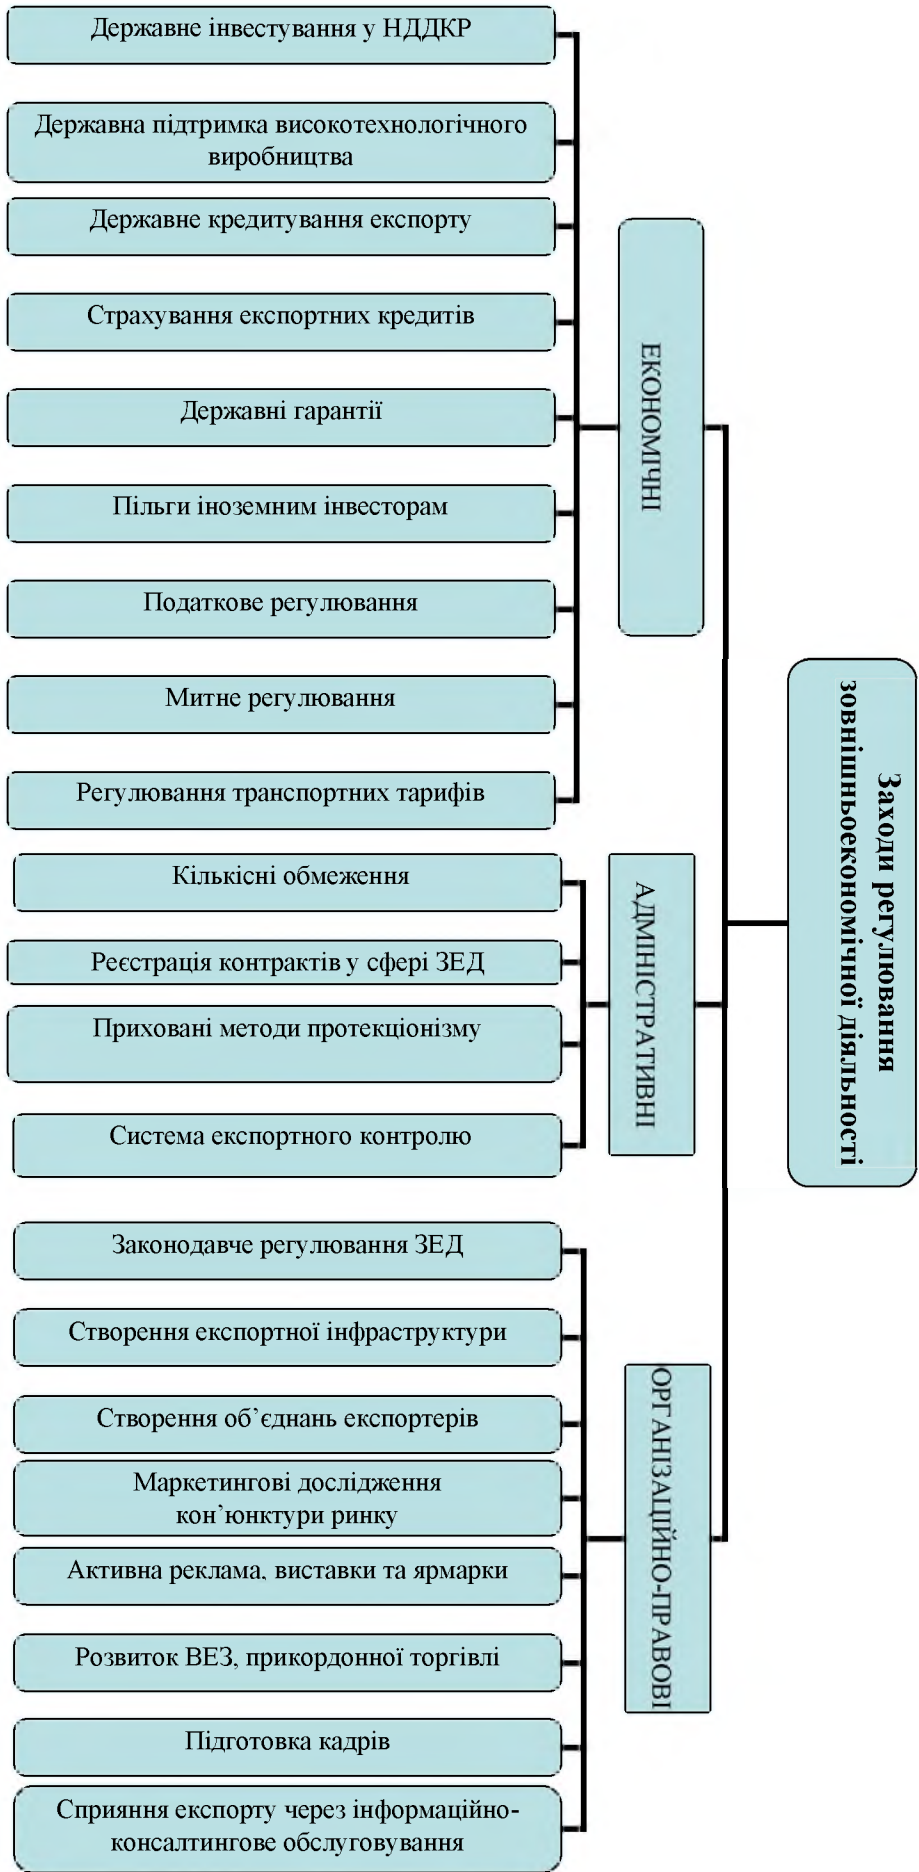 Заходи регулювання
зовнішньоекономічної діяльності
ЕКОНОМІЧНІ
Державне інвестування у НДДКР
Державна підтримка високотехнологічного
виробництва
Державне кредитування експорту
Страхування експортних кредитів
Державні гарантії
Пільги іноземним інвесторам
Податкове регулювання
Митне регулювання
Регулювання транспортних тарифів
АДМІНІСТРАТИВНІ
Кількісні обмеження
Реєстрація контрактів у сфері ЗЕД
Приховані методи протекціонізму
Система експортного контролю
ОРГАНІЗАЦІЙНО-ПРАВОВІ
Законодавче регулювання ЗЕД
Створення експортної інфраструктури
Створення об’єднань експортерів
Маркетингові дослідження
кон’юнктури ринку
Активна реклама, виставки та ярмарки
Розвиток ВЕЗ, прикордонної торгівлі
Підготовка кадрів
Сприяння експорту через інформаційно-
консалтингове обслуговування